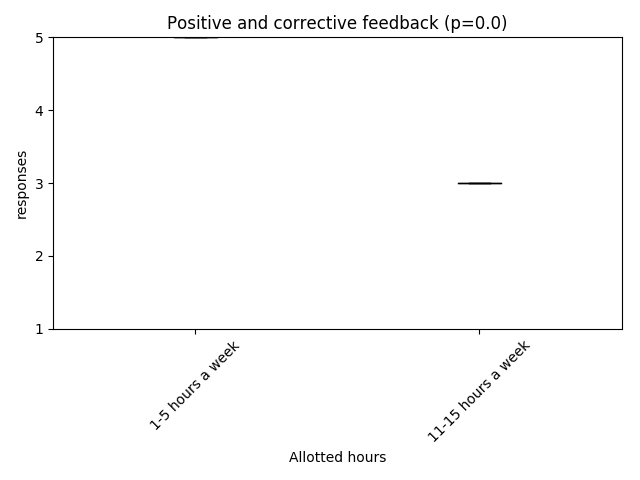 Positive and corrective feedback (p=0.0)
5
4
3
2
1
responses
1-5 hours a week
11-15 hours a week
Allotted hours